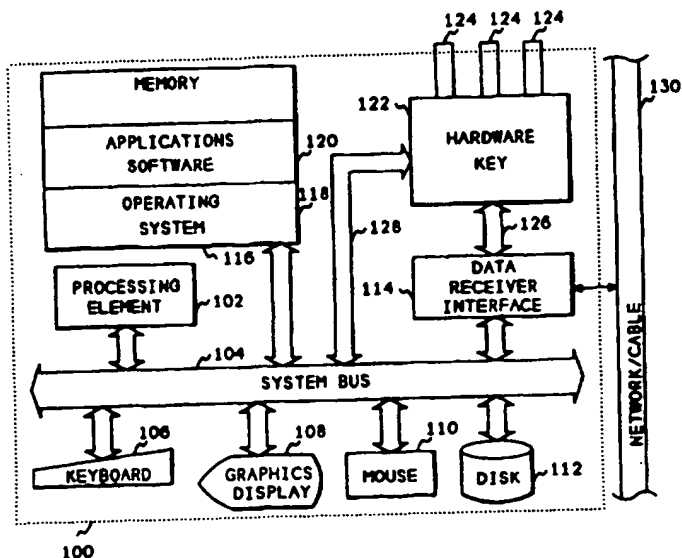 124 124 124
MEMORY
122
130
APPLICATIONS
SOFTWARE
120
HARDWARE
KEY
OPERATING
SYSTEM
118
116
128
126
PROCESSING
ELEMENT
102
114
DATA
RECEIVER
INTERFACE
104
SYSTEM BUS
NETWORK/CABLE
106
KEYBOARD
108
GRAPHICS
DISPLAY
110
MOUSE
DISK
112
100